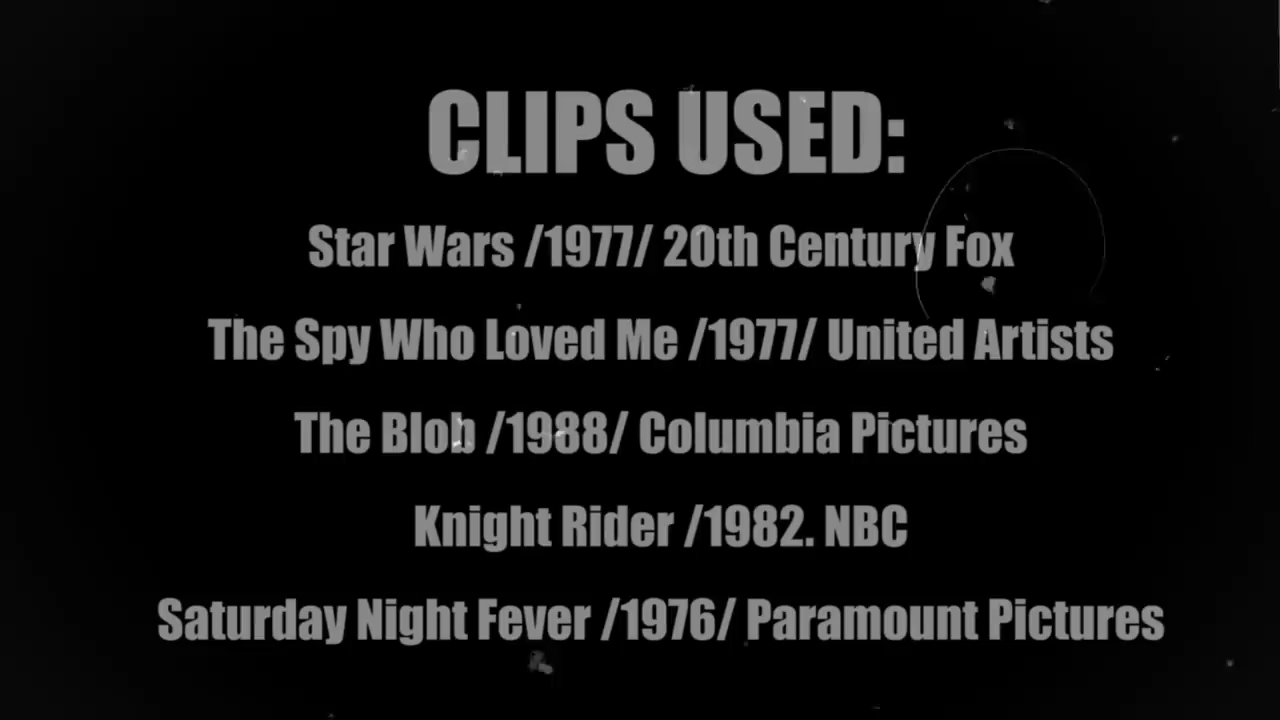 CLIPS USED:
Star Wars /1977/ 20th Century Fox
The Spy Who Loved Me /1977/ United Artists
The Blob /1988/ Columbia Pictures
Knight Rider /1982. NBC
Saturday Night Fever /1976/ Paramount Pictures